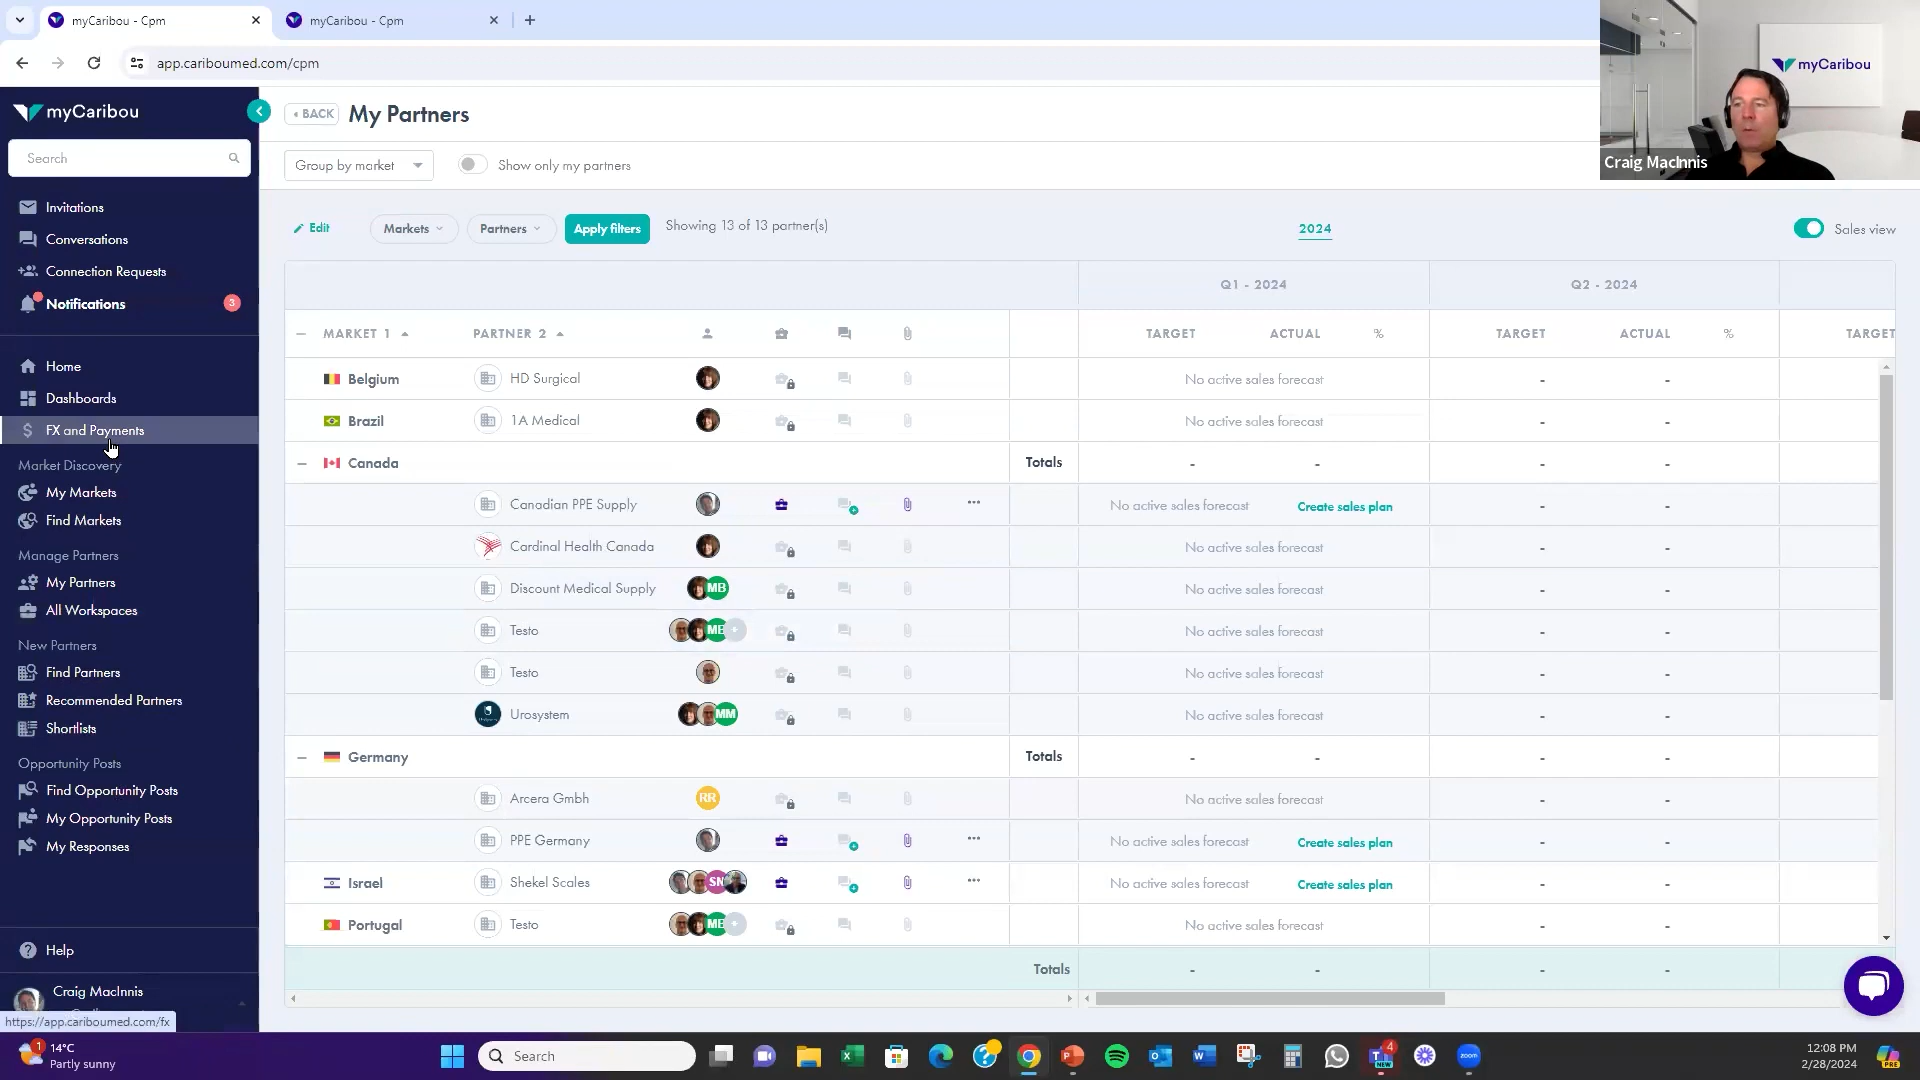 myCaribou - Cpm
myCaribou - Cpm
app.cariboumed.com/cpm
myCaribou
Craig MacInnis
myCaribou
BACK
My Partners
Search
Group by market
Show only my partners
Invitations
Conversations
Connection Requests
Notifications
3
Home
Dashboards
FX and Payments
Market Discovery
My Markets
Find Markets
Manage Partners
My Partners
All Workspaces
New Partners
Find Partners
Recommended Partners
Shortlists
Opportunity Posts
Find Opportunity Posts
My Opportunity Posts
My Responses
Help
Craig MacInnis
https://app.cariboumed.com/fx
Edit
Markets
Partners
Apply filters
Showing 13 of 13 partner(s)
2024
Sales view
Q1 - 2024
Q2 - 2024
MARKET 1
PARTNER 2
TARGET
ACTUAL
%
TARGET
ACTUAL
%
TARGET
Belgium
HD Surgical
No active sales forecast
-
-
Brazil
1A Medical
No active sales forecast
-
-
Canada
Totals
-
-
-
-
Canadian PPE Supply
•••
No active sales forecast
Create sales plan
-
-
Cardinal Health Canada
No active sales forecast
-
-
Discount Medical Supply
MB
No active sales forecast
-
-
Testo
No active sales forecast
-
-
Testo
No active sales forecast
-
-
Urosystem
MM
No active sales forecast
-
-
Germany
Totals
-
-
-
-
Arcera Gmbh
RR
No active sales forecast
-
-
PPE Germany
•••
No active sales forecast
Create sales plan
-
-
Israel
Shekel Scales
SN
•••
No active sales forecast
Create sales plan
-
-
Portugal
Testo
No active sales forecast
-
-
Totals
-
-
-
-
1
14°C
Partly sunny
Search
4
NEW
zoom
12:08 PM
2/28/2024
PRE